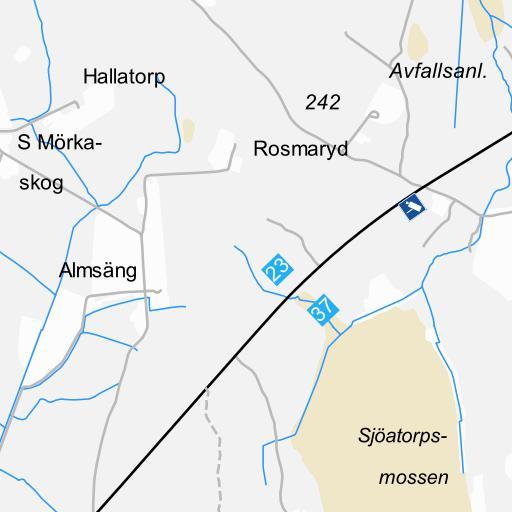 Hallatorp
Avfallsanl.
242
S Mörka-
skog
Rosmaryd
Almsäng
23
37
Sjöatorps-
mossen